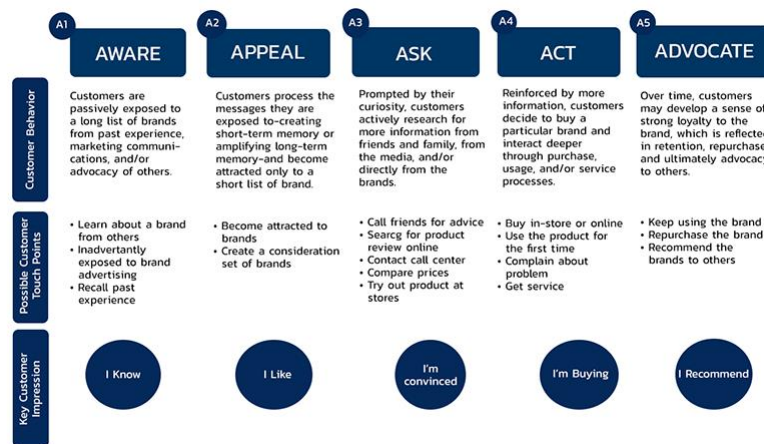 A1
AWARE
A2
APPEAL
A3
ASK
A4
ACT
A5
ADVOCATE
Customer Behavior
Customers are
passively exposed to
a long list of brands
from past experience,
marketing communi-
cations, and/or
advocacy of others.
Customers process the
messages they are
exposed to-creating
short-term memory or
amplifying long-term
memory-and become
attracted only to a
short list of brand.
Prompted by their
curiosity, customers
actively research for
more information from
friends and family, from
the media, and/or
directly from the
brands.
Reinforced by more
information, customers
decide to buy a
particular brand and
interact deeper
through purchase,
usage, and/or service
processes.
Over time, customers
may develop a sense of
strong loyalty to the
brand, which is reflected
in retention, repurchase
and ultimately advocacy
to others.
Possible Customer
Touch Points
• Learn about a brand
from others
• Inadvertantly
exposed to brand
advertising
• Recall past
experience
• Become attracted to
brands
• Create a consideration
set of brands
• Call friends for advice
• Searcg for product
review online
• Contact call center
• Compare prices
• Try out product at
stores
• Buy in-store or online
• Use the product for
the first time
• Complain about
problem
• Get service
• Keep using the brand
• Repurchase the brand
• Recommend the
brands to others
Key Customer
Impression
I Know
I Like
I'm
convinced
I'm Buying
I Recommend